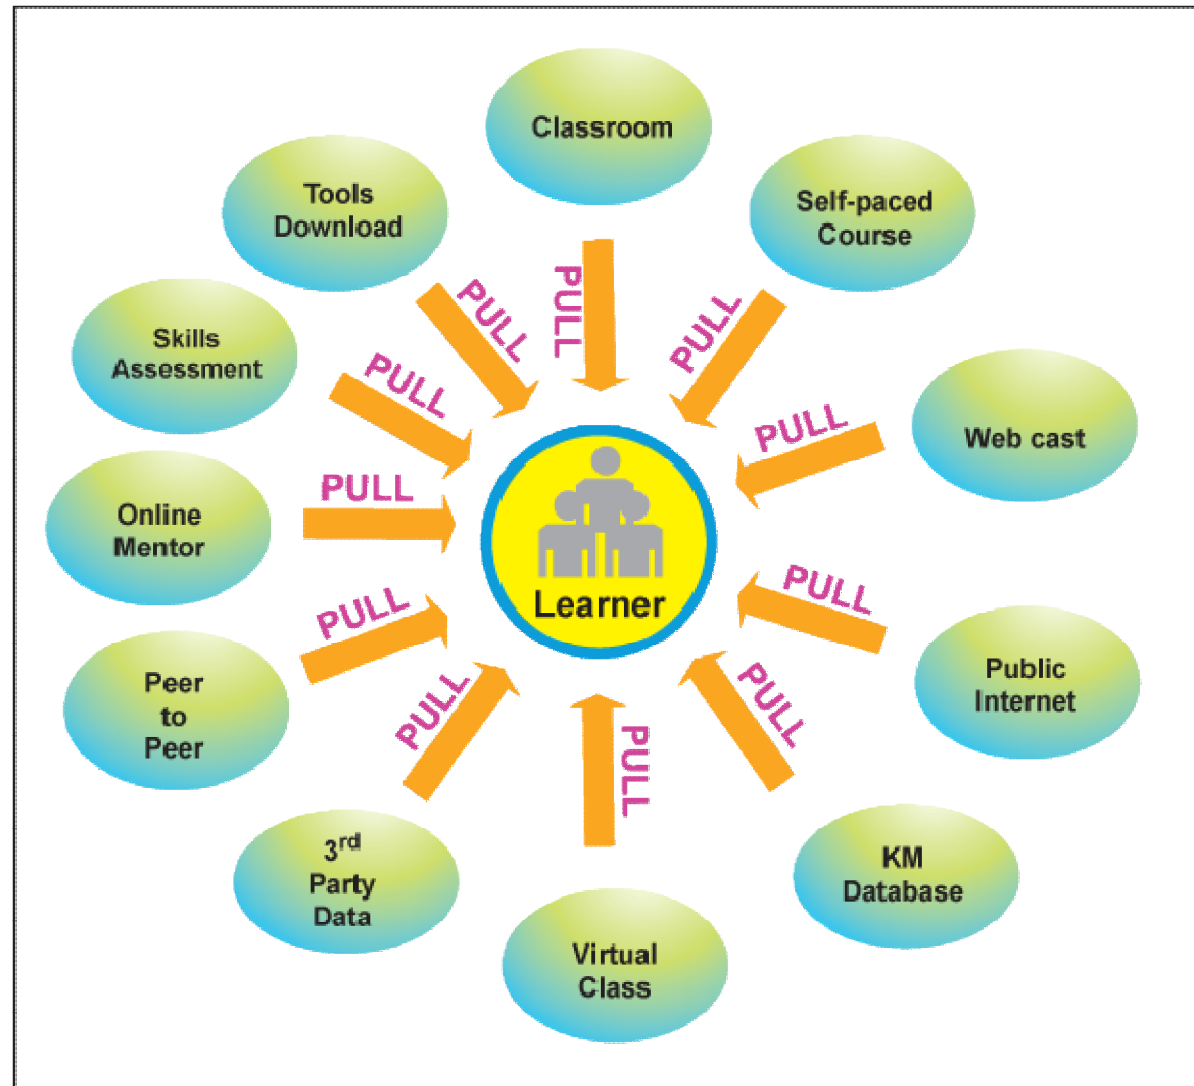 Classroom
Self-paced
Course
Web cast
Public
Internet
KM
Database
Virtual
Class
3rd
Party
Data
Peer
to
Peer
Online
Mentor
Skills
Assessment
Tools
Download
PULL
PULL
PULL
PULL
PULL
PULL
PULL
PULL
PULL
PULL
PULL
Learner